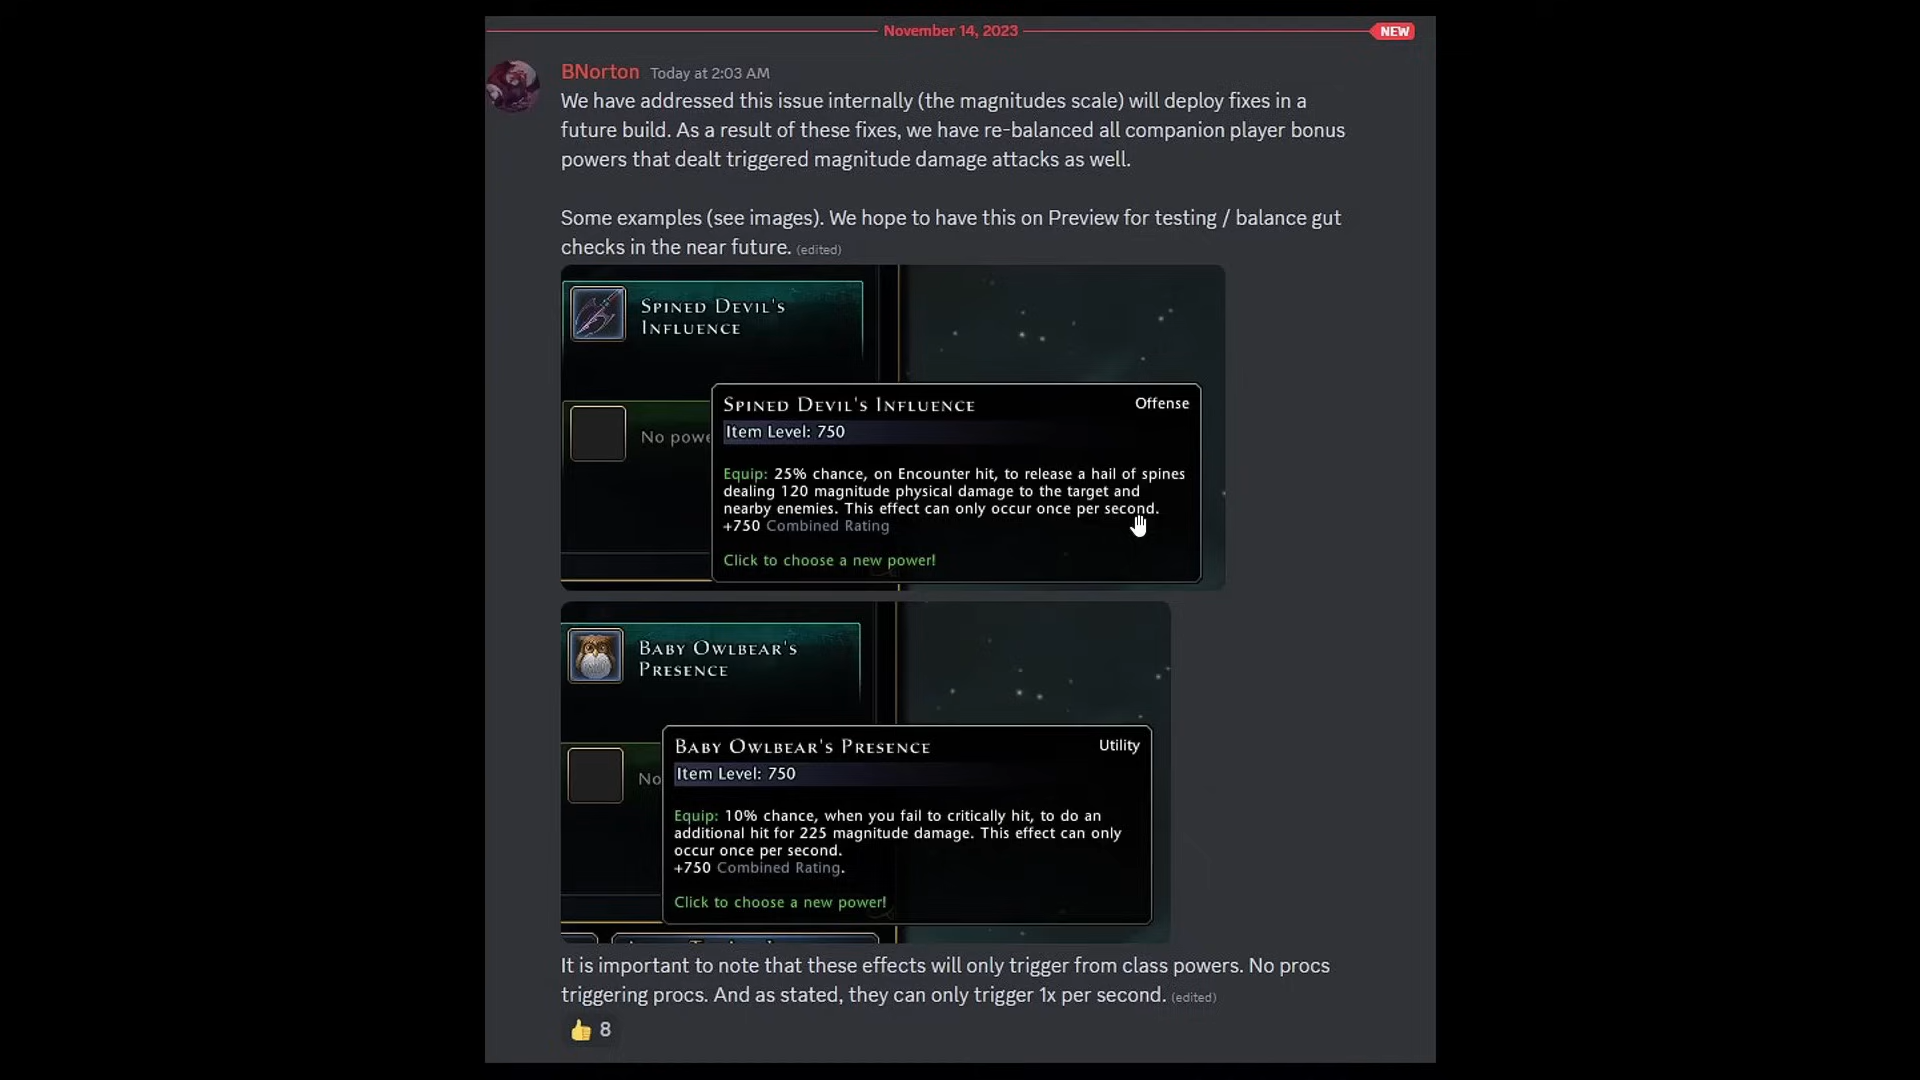 November 14, 2023
NEW
BNorton Today at 2:03 AM
We have addressed this issue internally (the magnitudes scale) will deploy fixes in a
future build. As a result of these fixes, we have re-balanced all companion player bonus
powers that dealt triggered magnitude damage attacks as well.
Some examples (see images). We hope to have this on Preview for testing / balance gut
checks in the near future. (edited)
SPINED DEVIL'S
INFLUENCE
No powe
SPINED DEVIL'S INFLUENCE Offense
Item Level: 750
Equip: 25% chance, on Encounter hit, to release a hail of spines
dealing 120 magnitude physical damage to the target and
nearby enemies. This effect can only occur once per second.
+750 Combined Rating
Click to choose a new power!
BABY OWLBEAR'S
PRESENCE
No
BABY OWLBEAR'S PRESENCE Utility
Item Level: 750
Equip: 10% chance, when you fail to critically hit, to do an
additional hit for 225 magnitude damage. This effect can only
occur once per second.
+750 Combined Rating.
Click to choose a new power!
It is important to note that these effects will only trigger from class powers. No procs
triggering procs. And as stated, they can only trigger 1x per second. (edited)
8